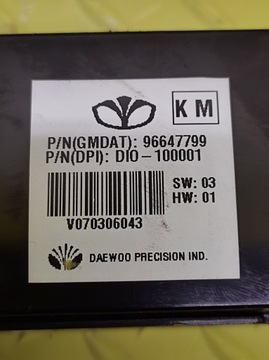 KM
P/N(GMDAT): 96647799
P/N(DPI): DIO-100001
SW: 03
HW: 01
V070306043
DAEWOO PRECISION IND.